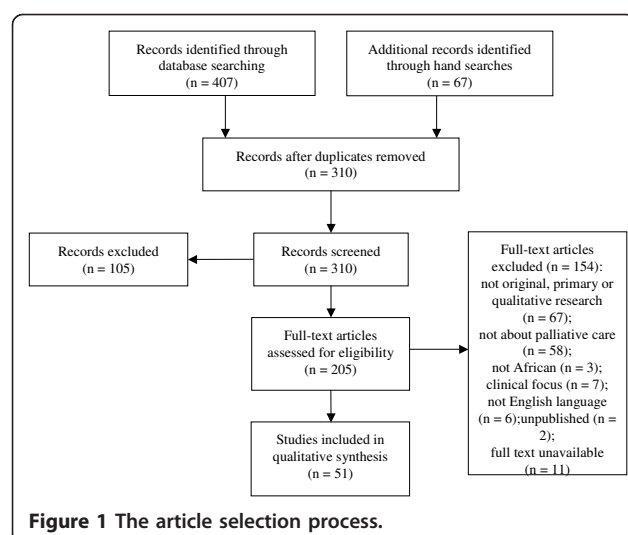 Records identified through
database searching
(n = 407)
Additional records identified
through hand searches
(n = 67)
Records after duplicates removed
(n = 310)
Records excluded
(n = 105)
Records screened
(n = 310)
Full-text articles
assessed for eligibility
(n = 205)
Full-text articles
excluded (n = 154):
not original, primary or
qualitative research
(n = 67);
not about palliative care
(n = 58);
not African (n = 3);
clinical focus (n = 7);
not English language
(n = 6);unpublished (n =
2);
full text unavailable
(n = 11)
Studies included in
qualitative synthesis
(n = 51)
Figure 1 The article selection process.